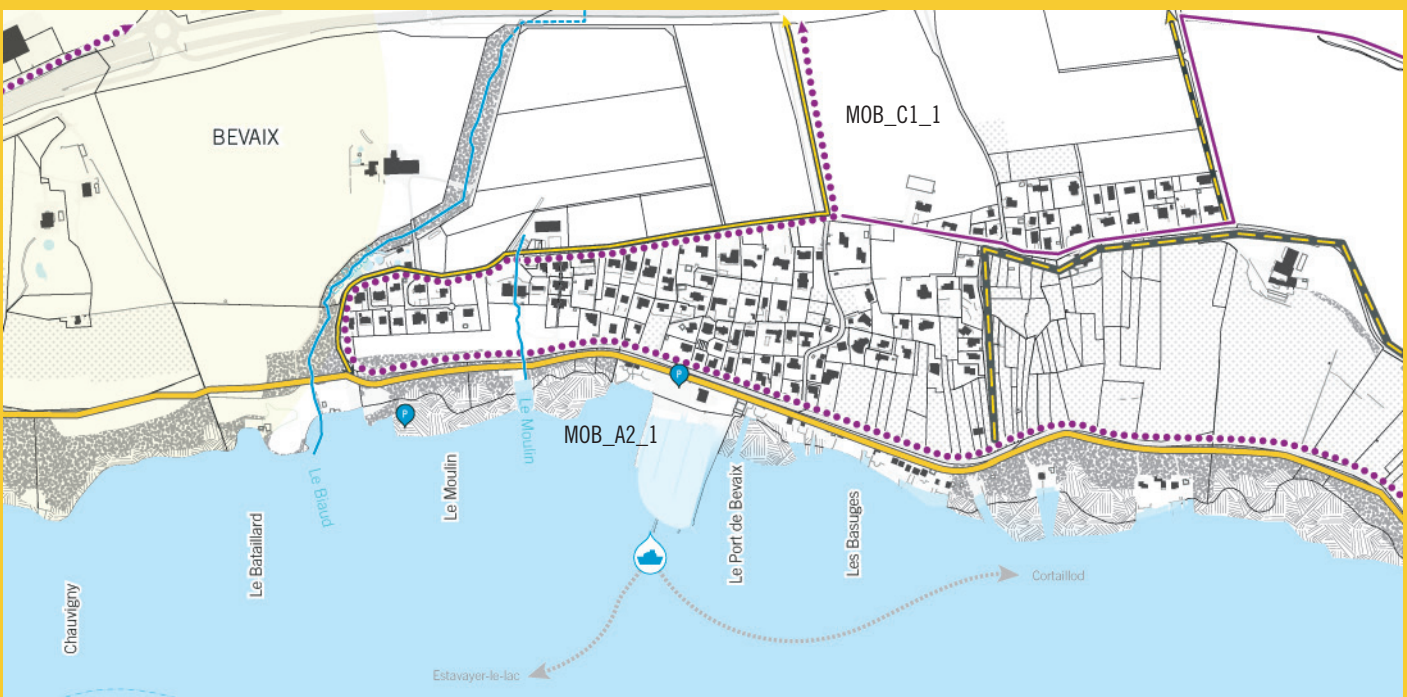 BEVAIX
MOB_C1_1
P
P
MOB_A2_1
Le Biaud
Le Moulin
Chauvigny
Le Bataillard
Le Moulin
Le Port de Bevaix
Les Basuges
Cortaillod
Estavayer-le-lac